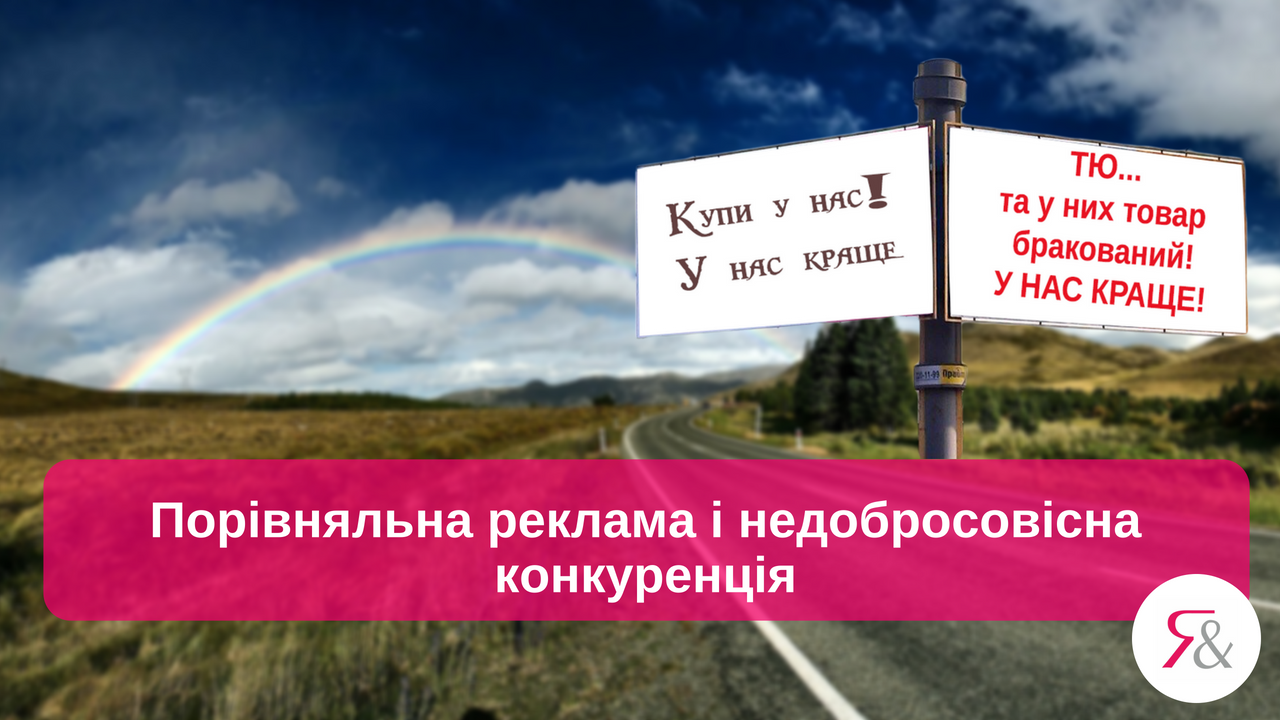 Купи у нас!
У нас краще
ТЮ...
та у них товар
бракований!
У НАС КРАЩЕ!
Порівняльна реклама і недобросовісна
конкуренція
Я&